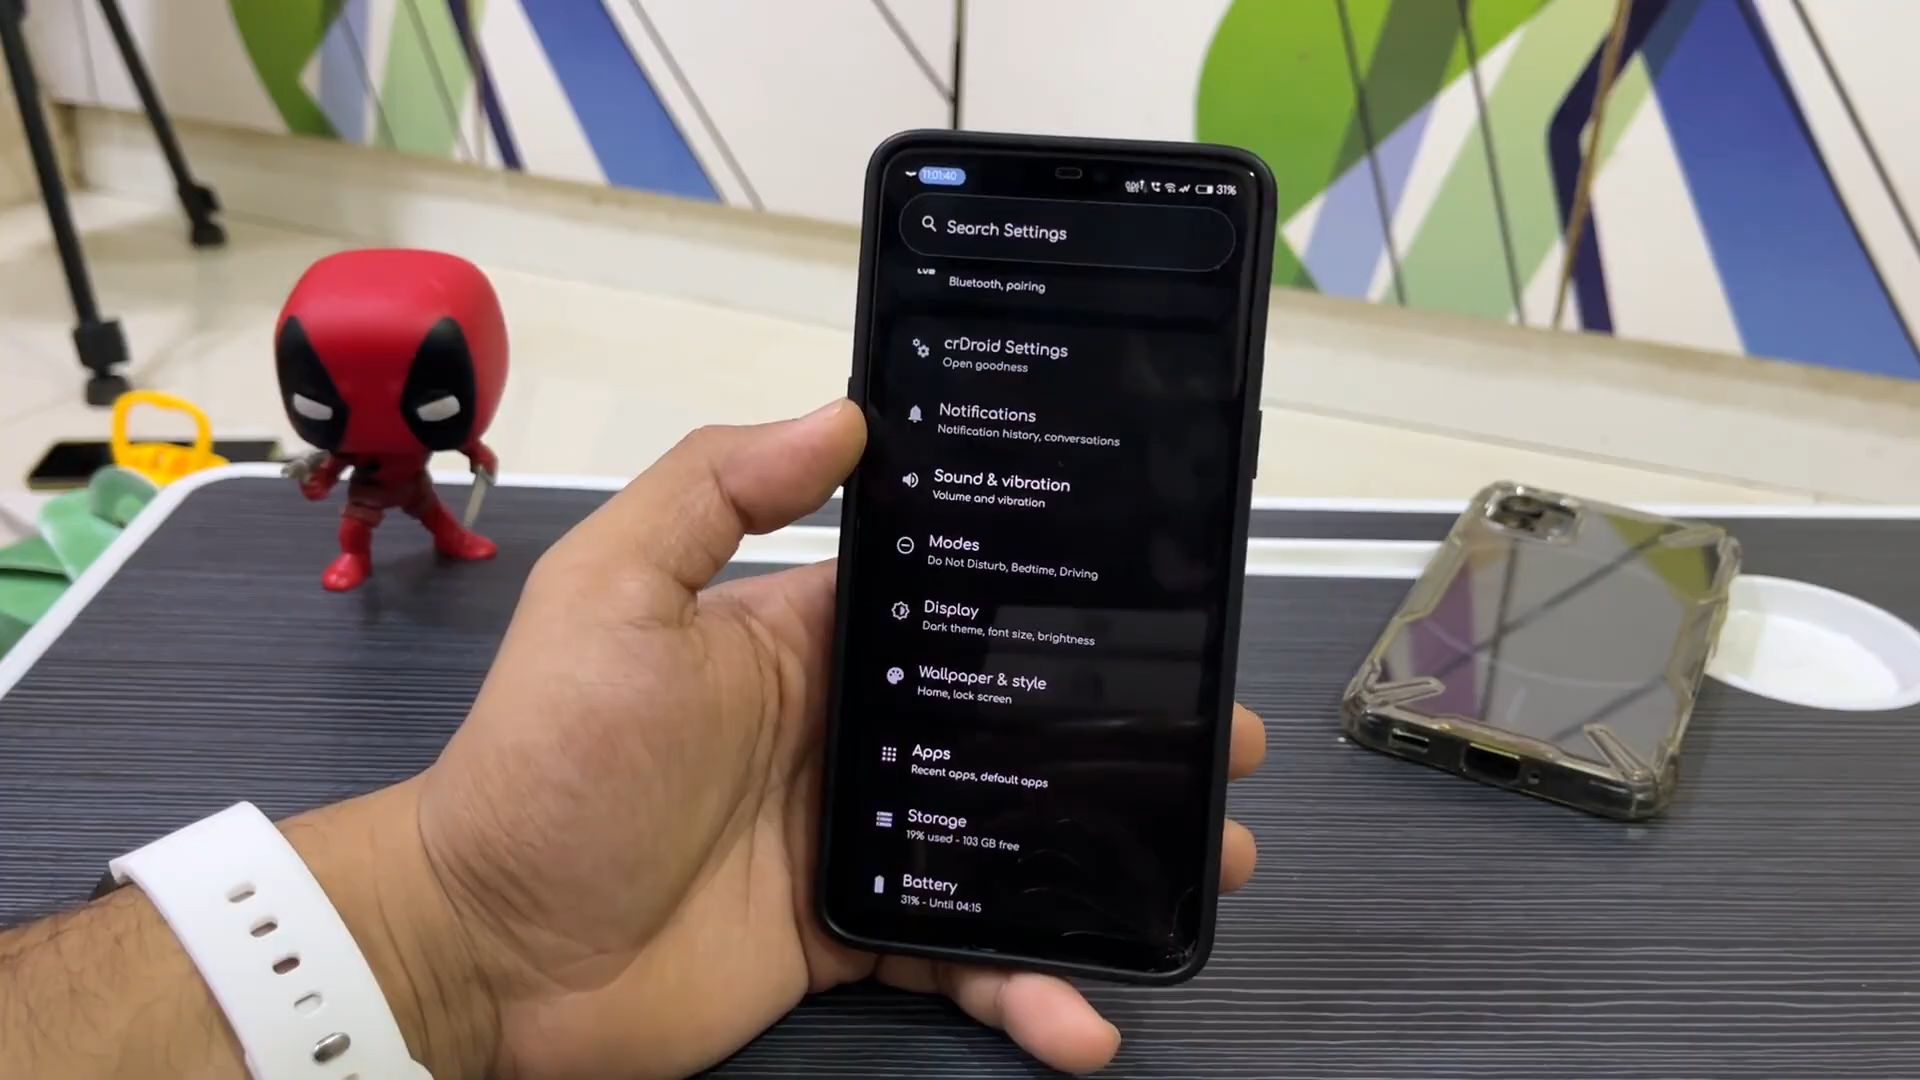 11:01:40
31%
Search Settings
Bluetooth, pairing
crDroid Settings
Open goodness
Notifications
Notification history, conversations
Sound & vibration
Volume and vibration
Modes
Do Not Disturb, Bedtime, Driving
Display
Dark theme, font size, brightness
Wallpaper & style
Home, lock screen
Apps
Recent apps, default apps
Storage
19% used - 103 GB free
Battery
31% - Until 04:15